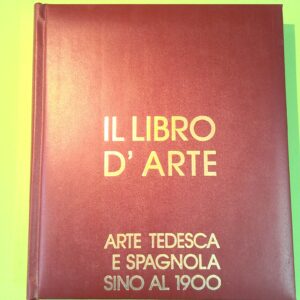 IL LIBRO
D' ARTE
ARTE TEDESCA
E SPAGNOLA
SINO AL 1900